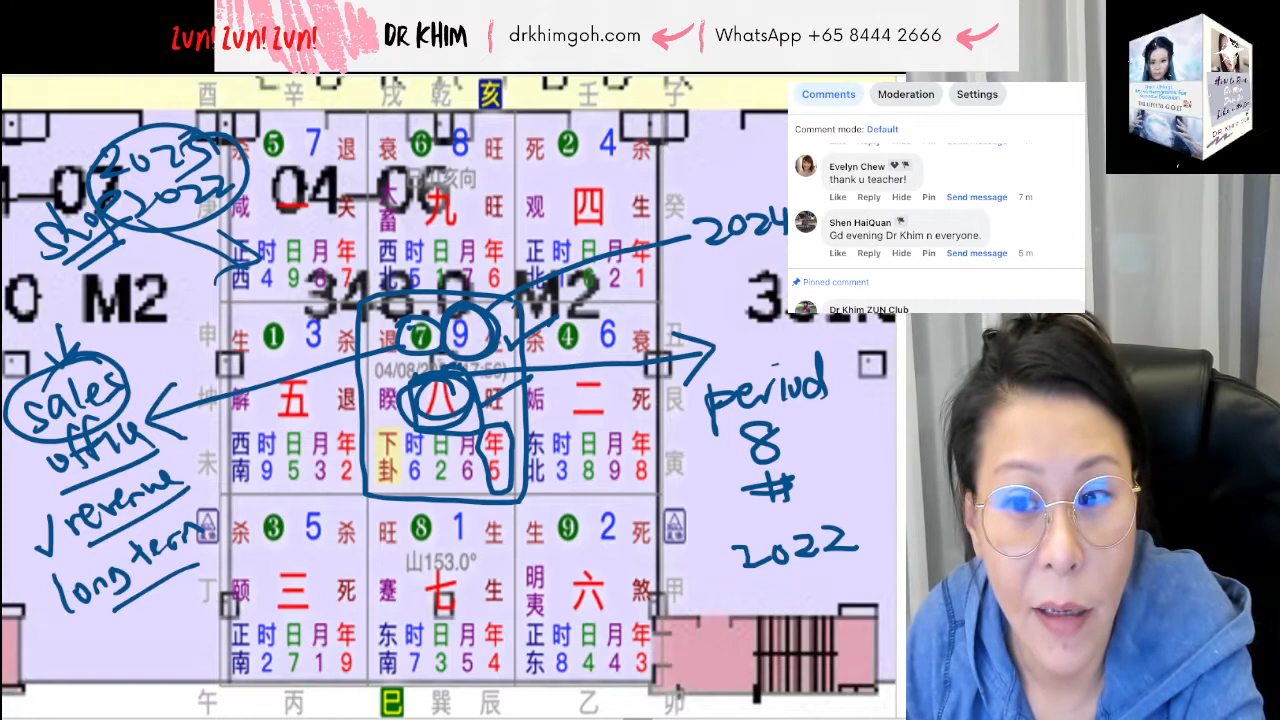 ZUN! ZUN! ZUN! DR KHIM drkhimgoh.com WhatsApp +65 8444 2666
Comments Moderation Settings
Comment mode: Default
Evelyn Chew
thank u teacher!
Like Reply Hide Pin Send message 7 m
Shen HaiQuan
Gd evening Dr Khim n everyone.
Like Reply Hide Pin Send message 5 m
Pinned comment
Dr Khim ZUN Club
酉 辛 戌 乾 亥 壬 子
杀 5 7 退 衰 6 8 旺 死 2 4 杀
咸 一 关 大畜 九 旺 观 四 生 癸
正西 时4 日9 月8 年7 西北 时5 日1 月7 年6 正北 时1 日6 月2 年1
348.0 M2
M2
申 生 1 3 杀 退 7 9 杀 4 6 衰 丑
坤 解 五 退 睽 八 旺 姤 二 死 艮
未 西南 时9 日5 月3 年2 下卦 时6 日2 月6 年5 东北 时3 日8 月9 年8 寅
杀 3 5 杀 旺 8 1 生 生 9 2 死
山153.0°
丁 颐 三 死 蹇 七 生 明夷 六 煞 甲
正南 时2 日7 月1 年9 东南 时7 日3 月5 年4 正东 时8 日4 月4 年3
午 丙 巳 巽 辰 乙 卯
2023
2022
shop
2024
sales
office
revenue
long term
period
8
#
2022